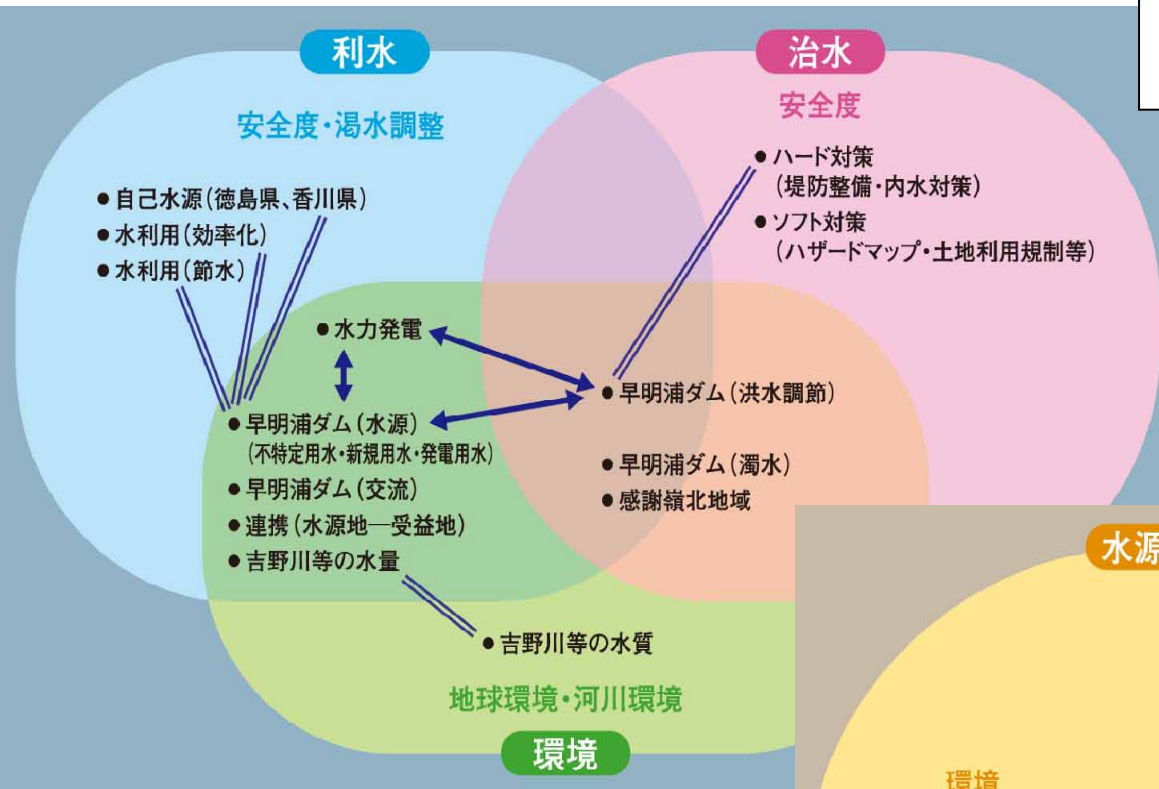 利水
安全度・渇水調整
●自己水源(徳島県、香川県)
●水利用(効率化)
●水利用(節水)
治水
安全度
●ハード対策
(堤防整備・内水対策)
●ソフト対策
(ハザードマップ・土地利用規制等)
●水力発電
●早明浦ダム(水源)
(不特定用水・新規用水・発電用水)
●早明浦ダム(交流)
●連携(水源地―受益地)
●吉野川等の水量
●早明浦ダム(洪水調節)
●早明浦ダム(濁水)
●感謝嶺北地域
●吉野川等の水質
地球環境・河川環境
環境
水源
環境